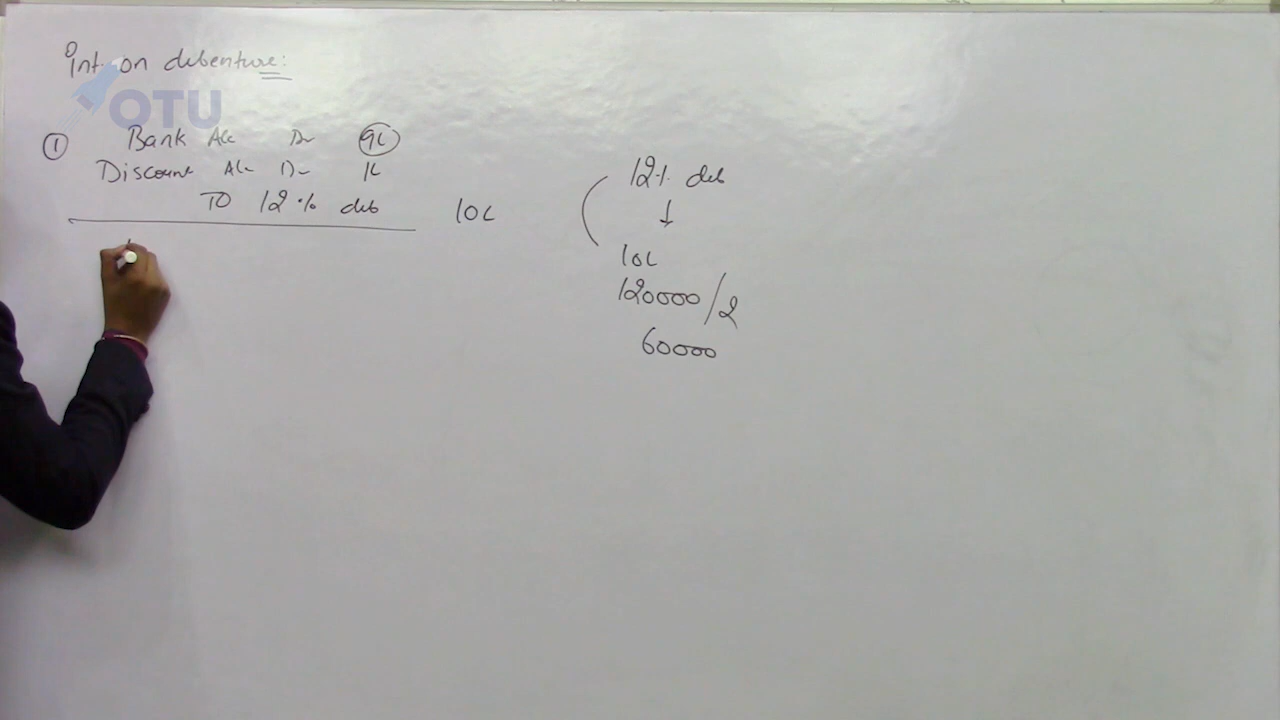 Int. on debenture:
OTU
① Bank A/c Dr 9L
Discount A/c Dr 1L
TO 12% deb 10L
12% deb
↓
10L
120000/2
60000